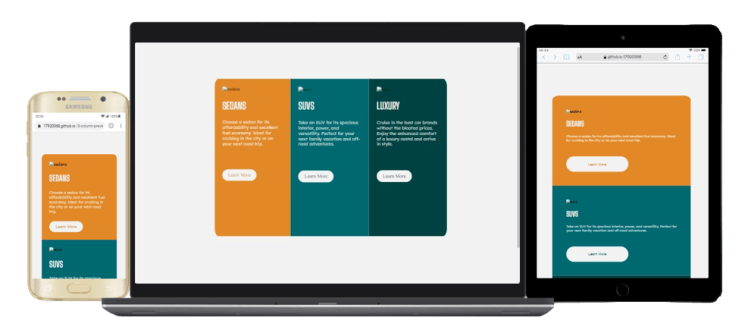 SAMSUNG
sedans
SEDANS
Choose a sedan for its
affordability and excellent fuel
economy. Ideal for cruising in
the city or on your next road
trip.
Learn More
SUVS
Take an SUV for its spacious
SEDANS
Choose a sedan for its
affordability and excellent
fuel economy. Ideal for
cruising in the city or on
your next road trip.
Learn More
SUVS
Take an SUV for its spacious
interior, power, and
versatility. Perfect for your
next family vacation and off-
road adventures.
Learn More
LUXURY
Cruise in the best car brands
without the bloated prices.
Enjoy the enhanced comfort
of a luxury rental and arrive
in style.
Learn More
SEDANS
Choose a sedan for its affordability and excellent fuel economy. Ideal
for cruising in the city or on your next road trip.
Learn More
SUVS
Take an SUV for its spacious interior, power, and versatility. Perfect for
your next family vacation and off-road adventures.
Learn More